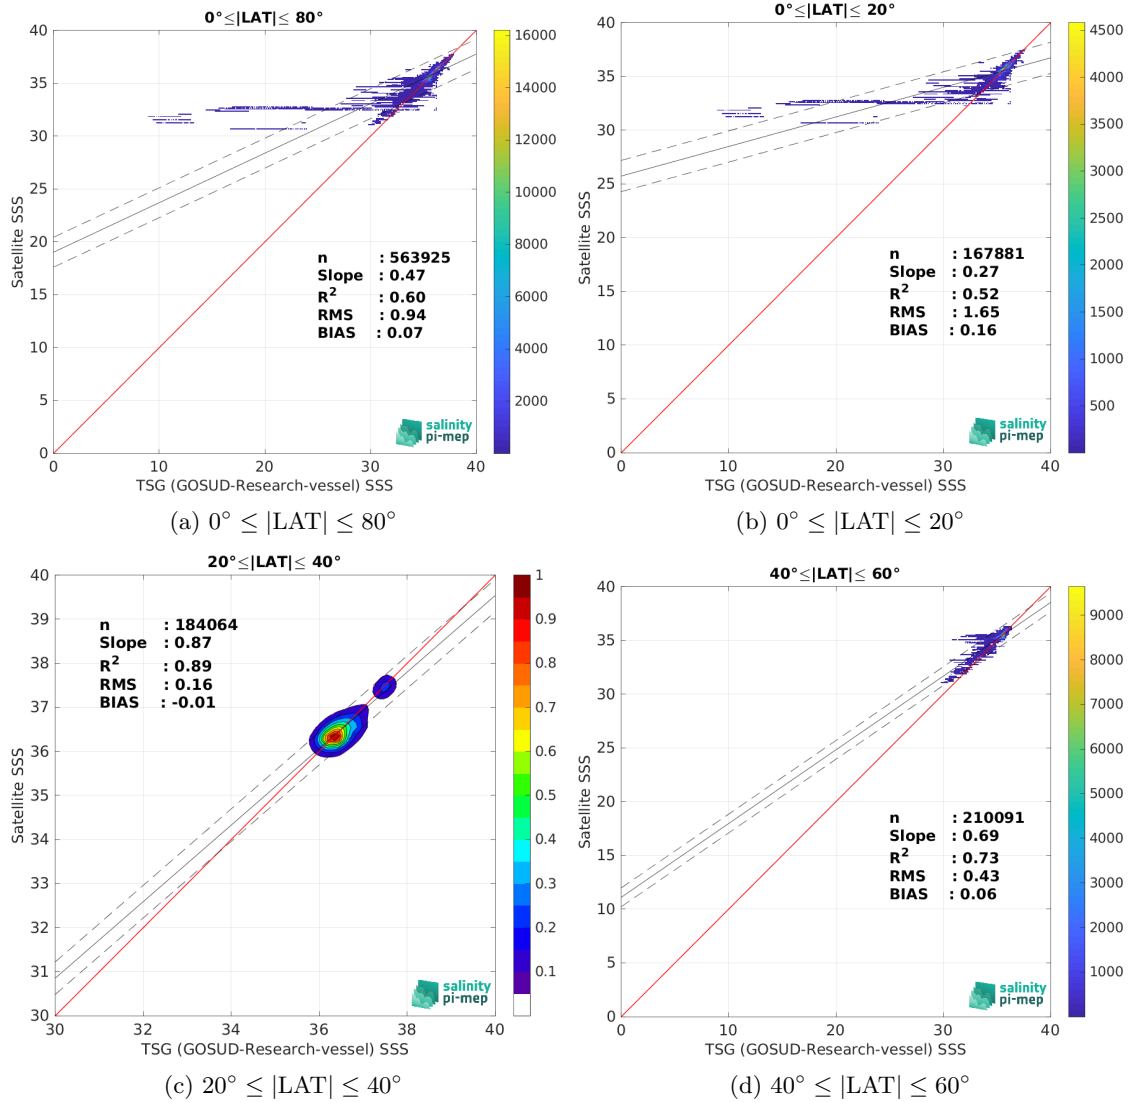 0°≤|LAT|≤ 80°
40
35
30
25
20
15
10
5
0
0
10
20
30
40
Satellite SSS
TSG (GOSUD-Research-vessel) SSS
n : 563925
Slope : 0.47
R² : 0.60
RMS : 0.94
BIAS : 0.07
salinity
pi-mep
16000
14000
12000
10000
8000
6000
4000
2000
(a) 0° ≤ |LAT| ≤ 80°
0°≤|LAT|≤ 20°
40
35
30
25
20
15
10
5
0
0
10
20
30
40
Satellite SSS
TSG (GOSUD-Research-vessel) SSS
n : 167881
Slope : 0.27
R² : 0.52
RMS : 1.65
BIAS : 0.16
salinity
pi-mep
4500
4000
3500
3000
2500
2000
1500
1000
500
(b) 0° ≤ |LAT| ≤ 20°
20°≤|LAT|≤ 40°
40
39
38
37
36
35
34
33
32
31
30
30
32
34
36
38
40
Satellite SSS
TSG (GOSUD-Research-vessel) SSS
n : 184064
Slope : 0.87
R² : 0.89
RMS : 0.16
BIAS : -0.01
salinity
pi-mep
1
0.9
0.8
0.7
0.6
0.5
0.4
0.3
0.2
0.1
(c) 20° ≤ |LAT| ≤ 40°
40°≤|LAT|≤ 60°
40
35
30
25
20
15
10
5
0
0
10
20
30
40
Satellite SSS
TSG (GOSUD-Research-vessel) SSS
n : 210091
Slope : 0.69
R² : 0.73
RMS : 0.43
BIAS : 0.06
salinity
pi-mep
9000
8000
7000
6000
5000
4000
3000
2000
1000
(d) 40° ≤ |LAT| ≤ 60°